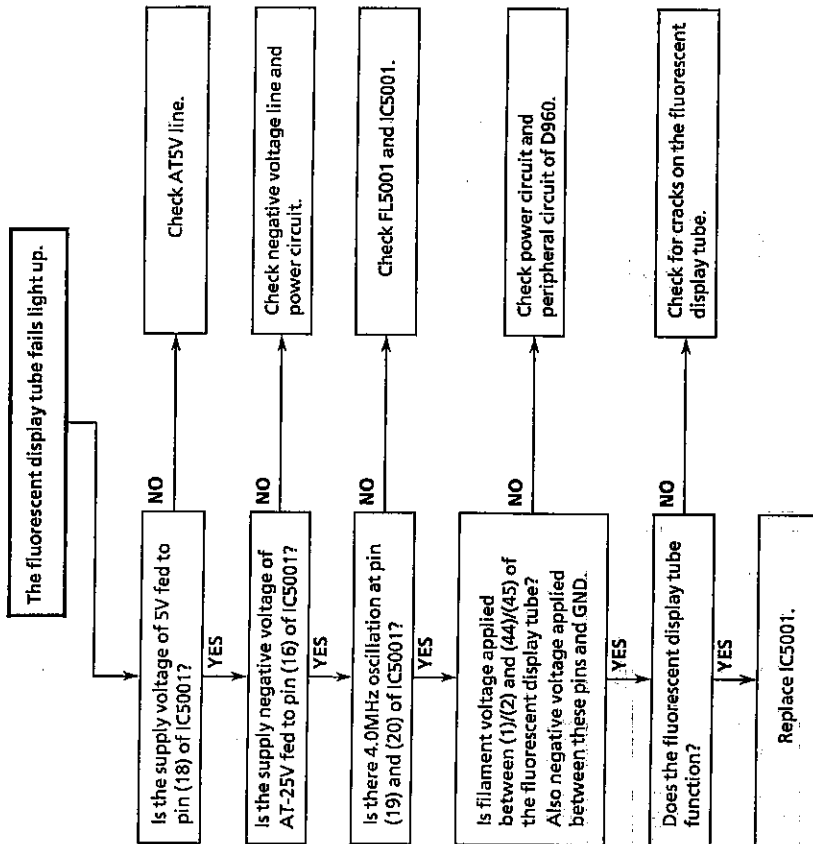 The fluorescent display tube fails light up.
Is the supply voltage of 5V fed to
pin (18) of IC5001?
NO
Check AT5V line.
YES
Is the supply negative voltage of
AT-25V fed to pin (16) of IC5001?
NO
Check negative voltage line and
power circuit.
YES
Is there 4.0MHz osciliation at pin
(19) and (20) of IC5001?
NO
Check FL5001 and IC5001.
YES
Is filament voltage applied
between (1)/(2) and (44)/(45) of
the fluorescent display tube?
Also negative voltage applied
between these pins and GND.
NO
Check power circuit and
peripheral circuit of D960.
YES
Does the fluorescent display tube
function?
NO
Check for cracks on the fluorescent
display tube.
YES
Replace IC5001.